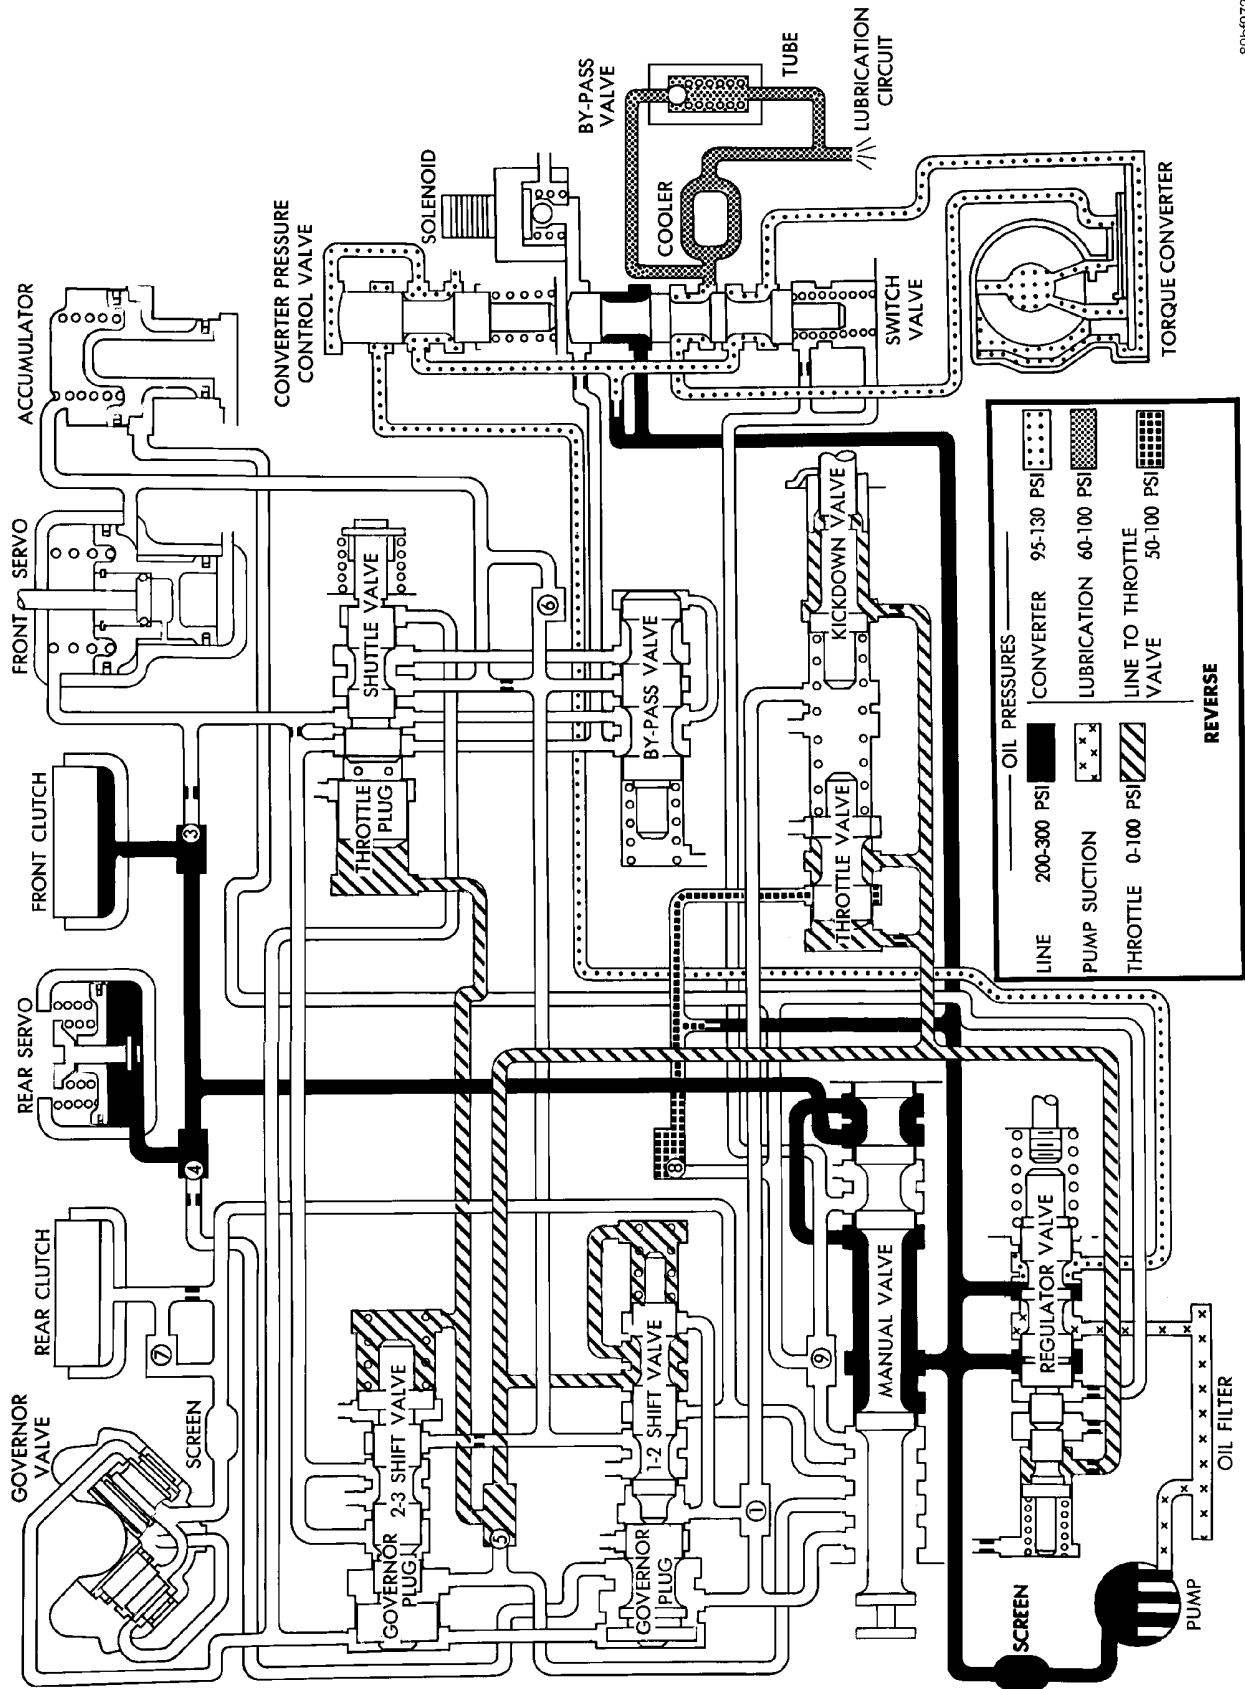 GOVERNOR
VALVE
REAR CLUTCH
REAR SERVO
FRONT CLUTCH
FRONT SERVO
ACCUMULATOR
7
4
3
SCREEN
CONVERTER PRESSURE
CONTROL VALVE
SOLENOID
GOVERNOR
PLUG
2-3 SHIFT VALVE
THROTTLE
PLUG
SHUTTLE VALVE
5
6
BY-PASS
VALVE
TUBE
COOLER
LUBRICATION
CIRCUIT
GOVERNOR
PLUG
1-2 SHIFT VALVE
8
BY-PASS VALVE
1
9
THROTTLE VALVE
KICKDOWN VALVE
SWITCH
VALVE
MANUAL VALVE
REGULATOR VALVE
TORQUE CONVERTER
SCREEN
PUMP
OIL FILTER
OIL PRESSURES
LINE 200-300 PSI
CONVERTER 95-130 PSI
PUMP SUCTION
LUBRICATION 60-100 PSI
THROTTLE 0-100 PSI
LINE TO THROTTLE
VALVE 50-100 PSI
REVERSE